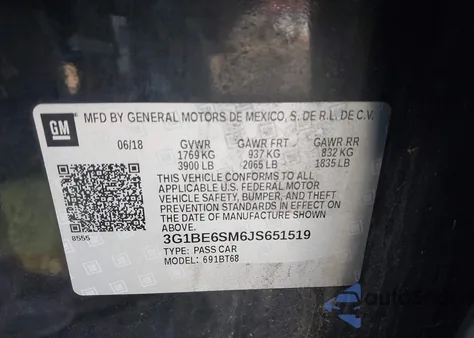 GM
MFD BY GENERAL MOTORS DE MEXICO, S. DE R.L. DE C.V.
06/18 GVWR GAWR FRT GAWR RR
1769 KG 937 KG 832 KG
3900 LB 2065 LB 1835 LB
THIS VEHICLE CONFORMS TO ALL
APPLICABLE U.S. FEDERAL MOTOR
VEHICLE SAFETY, BUMPER, AND THEFT
PREVENTION STANDARDS IN EFFECT
ON THE DATE OF MANUFACTURE
SHOWN ABOVE.
8555
3G1BE6SM6JS651519
TYPE: PASS CAR
MODEL: 691BT68